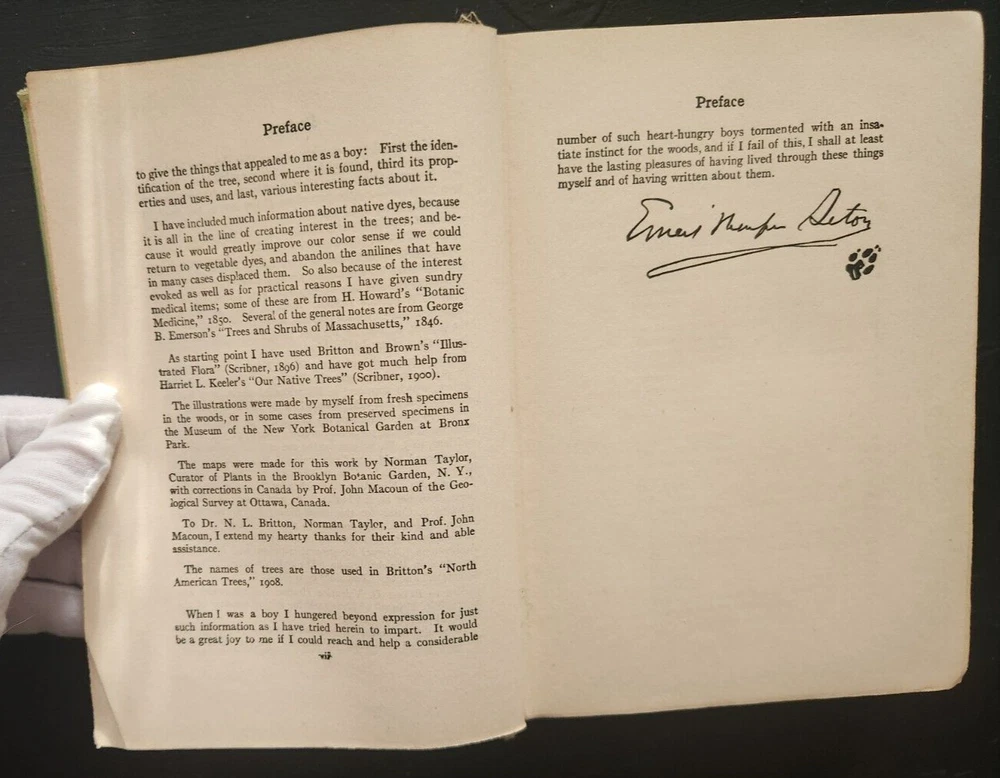 Preface
to give the things that appealed to me as a boy: First the iden-
tification of the tree, second where it is found, third its prop-
erties and uses, and last, various interesting facts about it.
I have included much information about native dyes, because
it is all in the line of creating interest in the trees; and be-
cause it would greatly improve our color sense if we could
return to vegetable dyes, and abandon the anilines that have
in many cases displaced them. So also because of the interest
evoked as well as for practical reasons I have given sundry
medical items; some of these are from H. Howard's "Botanic
Medicine," 1850. Several of the general notes are from George
B. Emerson's "Trees and Shrubs of Massachusetts," 1846.
As starting point I have used Britton and Brown's "Illus-
trated Flora" (Scribner, 1896) and have got much help from
Harriet L. Keeler's "Our Native Trees" (Scribner, 1900).
The illustrations were made by myself from fresh specimens
in the woods, or in some cases from preserved specimens in
the Museum of the New York Botanical Garden at Bronx
Park.
The maps were made for this work by Norman Taylor,
Curator of Plants in the Brooklyn Botanic Garden, N. Y.,
with corrections in Canada by Prof. John Macoun of the Geo-
logical Survey at Ottawa, Canada.
To Dr. N. L. Britton, Norman Taylor, and Prof. John
Macoun, I extend my hearty thanks for their kind and able
assistance.
The names of trees are those used in Britton's "North
American Trees," 1908.
When I was a boy I hungered beyond expression for just
such information as I have tried herein to impart. It would
be a great joy to me if I could reach and help a considerable
vii
Preface
number of such heart-hungry boys tormented with an insa-
tiate instinct for the woods, and if I fail of this, I shall at least
have the lasting pleasures of having lived through these things
myself and of having written about them.
Ernest Thompson Seton